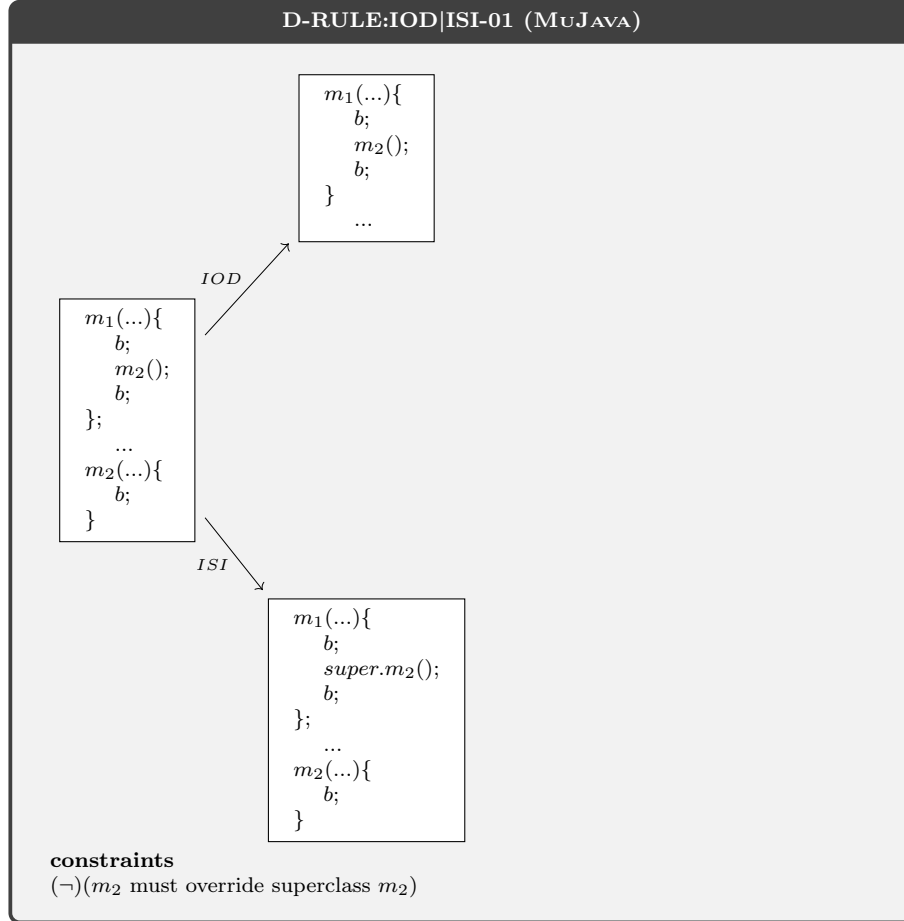 D-RULE:IOD|ISI-01 (MUJAVA)
m₁(...){
b;
m₂();
b;
}
...
IOD
m₁(...){
b;
m₂();
b;
};
...
m₂(...){
b;
}
ISI
m₁(...){
b;
super.m₂();
b;
};
...
m₂(...){
b;
}
constraints
(¬)(m₂ must override superclass m₂)